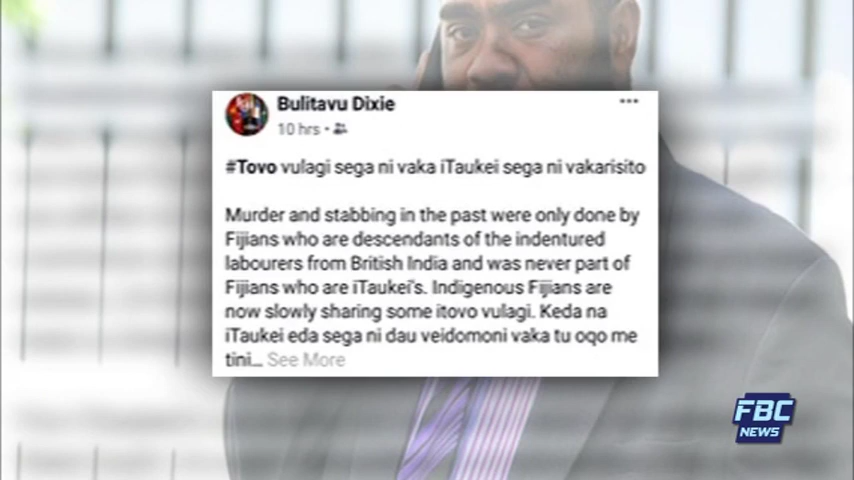 Bulitavu Dixie
10 hrs •
#Tovo vulagi sega ni vaka iTaukei sega ni vakarisito
Murder and stabbing in the past were only done by
Fijians who are descendants of the indentured
labourers from British India and was never part of
Fijians who are iTaukei's. Indigenous Fijians are
now slowly sharing some itovo vulagi. Keda na
iTaukei eda sega ni dau veidomoni vaka tu oqo me
tini... See More
FBC
NEWS